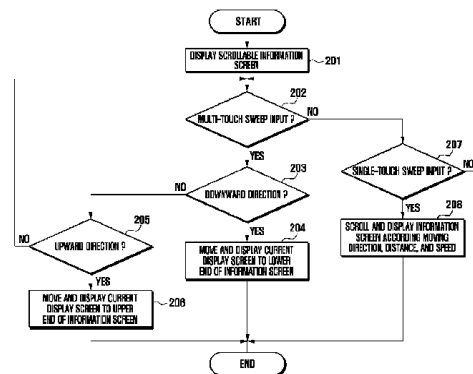 START
DISPLAY SCROLLABLE INFORMATION
SCREEN
201
202
MULTI-TOUCH SWEEP INPUT ?
NO
YES
207
SINGLE-TOUCH SWEEP INPUT ?
NO
YES
203
DOWNWARD DIRECTION ?
NO
YES
208
SCROLL AND DISPLAY INFORMATION
SCREEN ACCORDING MOVING
DIRECTION, DISTANCE, AND SPEED
205
UPWARD DIRECTION ?
NO
YES
204
MOVE AND DISPLAY CURRENT
DISPLAY SCREEN TO LOWER
END OF INFORMATION SCREEN
MOVE AND DISPLAY CURRENT
DISPLAY SCREEN TO UPPER
END OF INFORMATION SCREEN
206
END